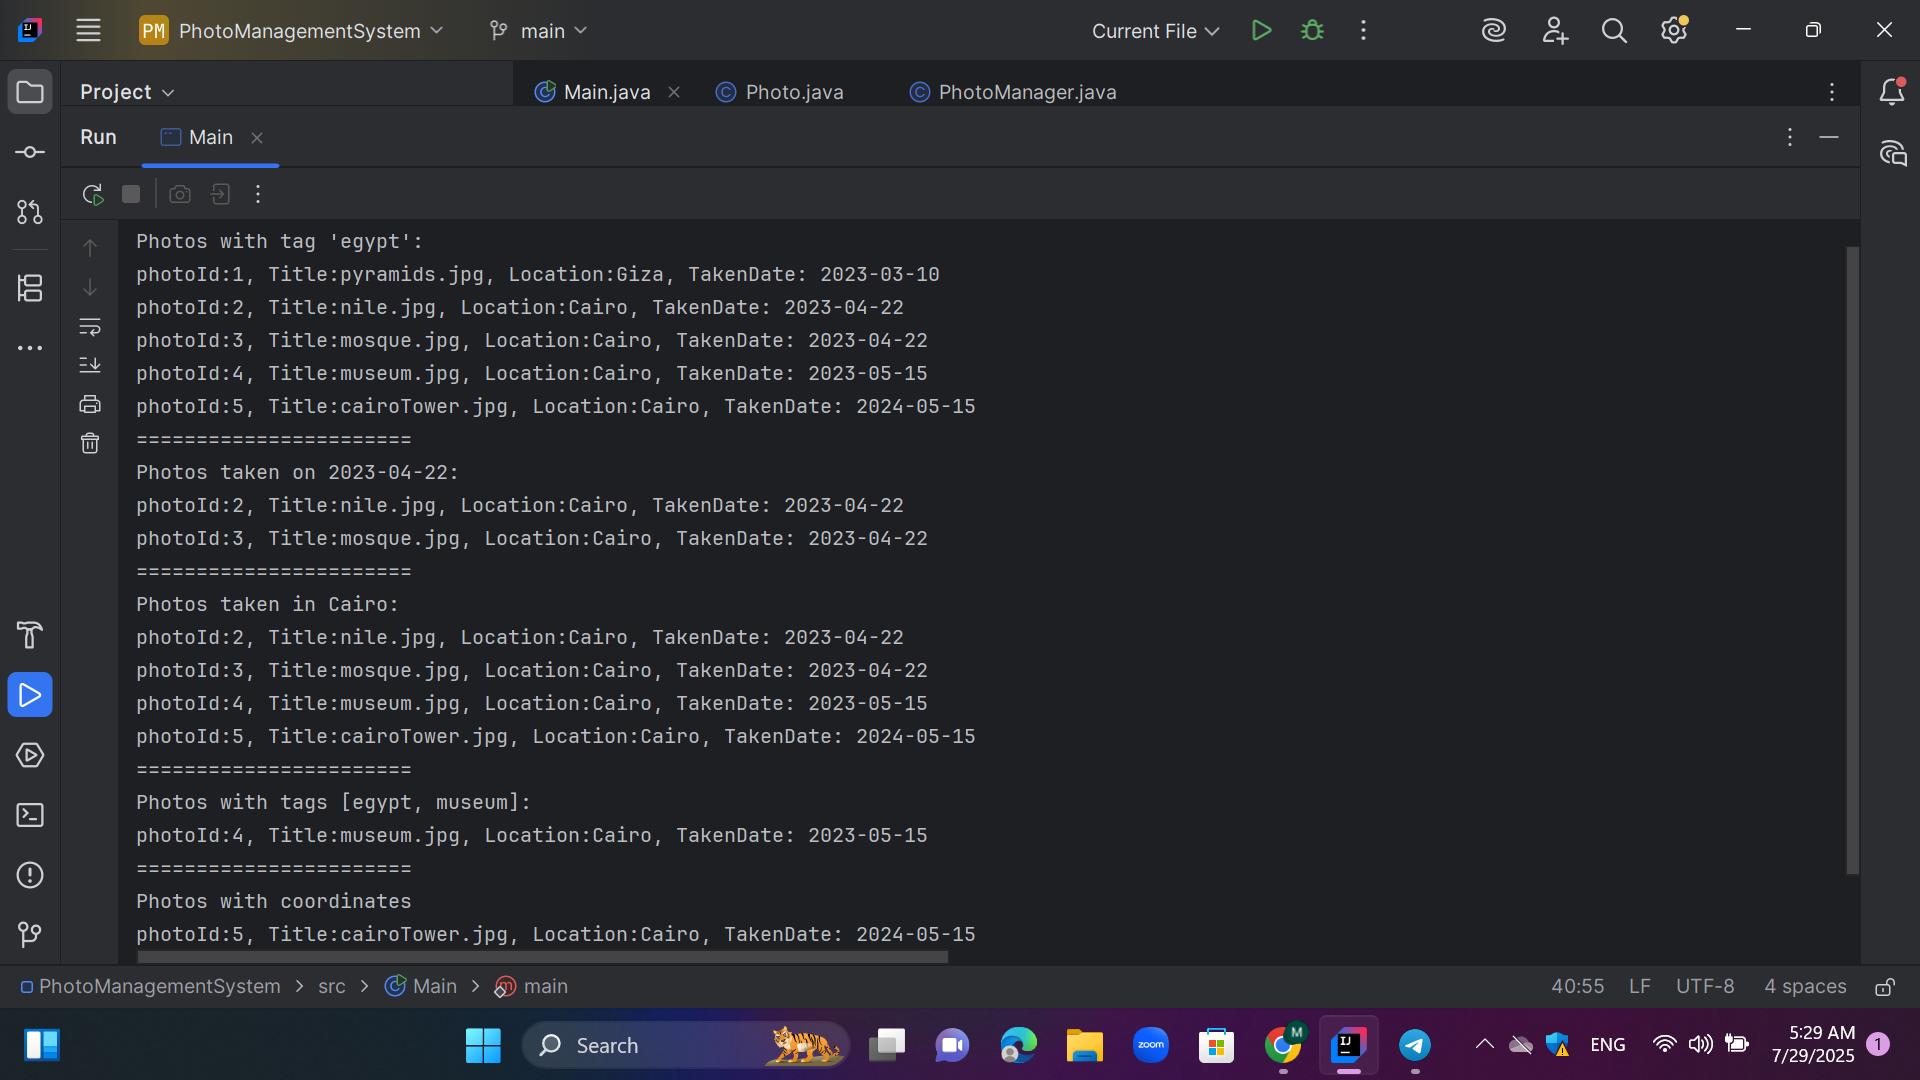 PM PhotoManagementSystem main Current File
Project Main.java Photo.java PhotoManager.java
Run Main
Photos with tag 'egypt':
photoId:1, Title:pyramids.jpg, Location:Giza, TakenDate: 2023-03-10
photoId:2, Title:nile.jpg, Location:Cairo, TakenDate: 2023-04-22
photoId:3, Title:mosque.jpg, Location:Cairo, TakenDate: 2023-04-22
photoId:4, Title:museum.jpg, Location:Cairo, TakenDate: 2023-05-15
photoId:5, Title:cairoTower.jpg, Location:Cairo, TakenDate: 2024-05-15
=======================
Photos taken on 2023-04-22:
photoId:2, Title:nile.jpg, Location:Cairo, TakenDate: 2023-04-22
photoId:3, Title:mosque.jpg, Location:Cairo, TakenDate: 2023-04-22
=======================
Photos taken in Cairo:
photoId:2, Title:nile.jpg, Location:Cairo, TakenDate: 2023-04-22
photoId:3, Title:mosque.jpg, Location:Cairo, TakenDate: 2023-04-22
photoId:4, Title:museum.jpg, Location:Cairo, TakenDate: 2023-05-15
photoId:5, Title:cairoTower.jpg, Location:Cairo, TakenDate: 2024-05-15
=======================
Photos with tags [egypt, museum]:
photoId:4, Title:museum.jpg, Location:Cairo, TakenDate: 2023-05-15
=======================
Photos with coordinates
photoId:5, Title:cairoTower.jpg, Location:Cairo, TakenDate: 2024-05-15
PhotoManagementSystem > src > Main > main 40:55 LF UTF-8 4 spaces
Search zoom M IJ ENG 5:29 AM
7/29/2025 1